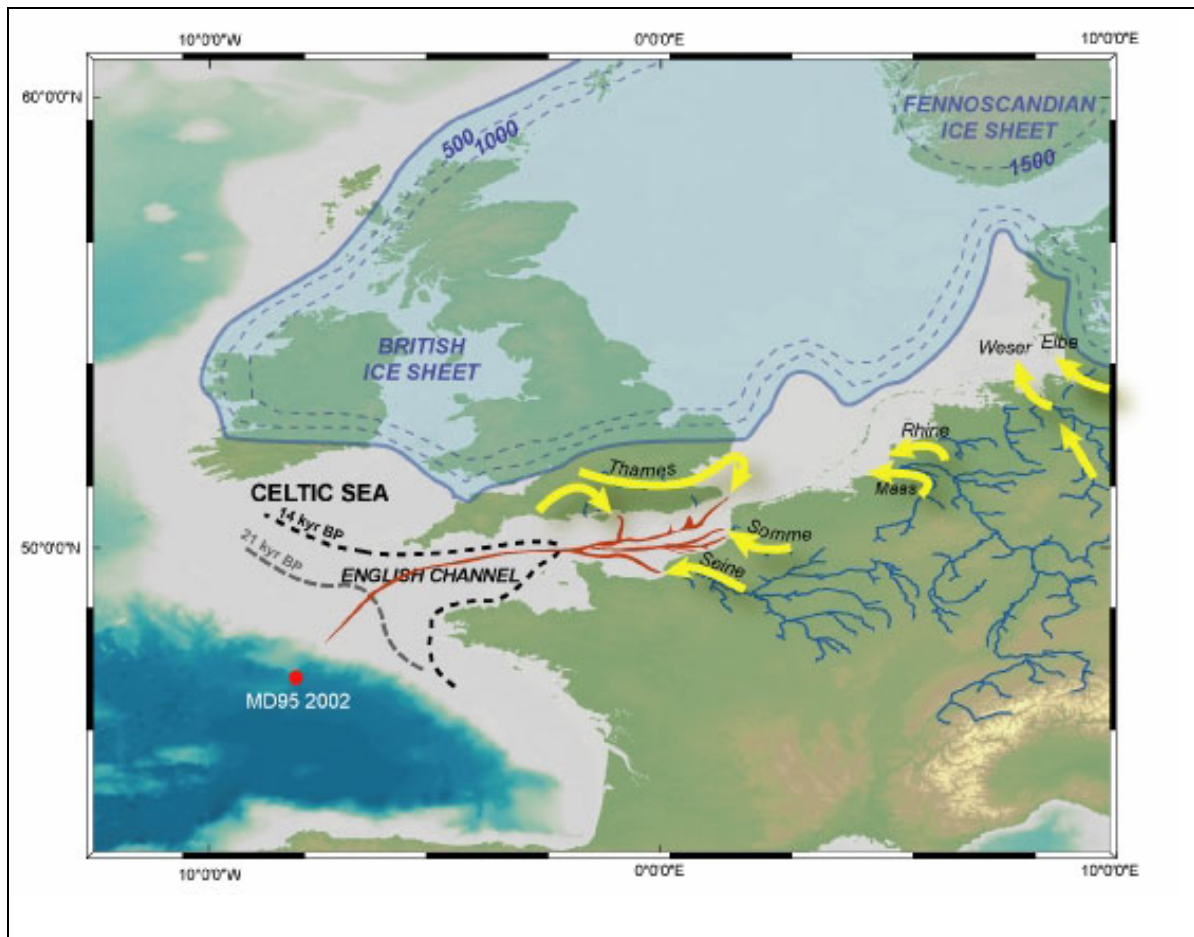 10°0'0"W
0°0'0"E
10°0'0"E
60°0'0"N
FENNOSCANDIAN
ICE SHEET
500
1000
1500
BRITISH
ICE SHEET
Weser
Elbe
Rhine
Thames
Maas
CELTIC SEA
14 kyr BP
Somme
50°0'0"N
21 kyr BP
ENGLISH CHANNEL
Seine
MD95 2002
10°0'0"W
0°0'0"E
10°0'0"E